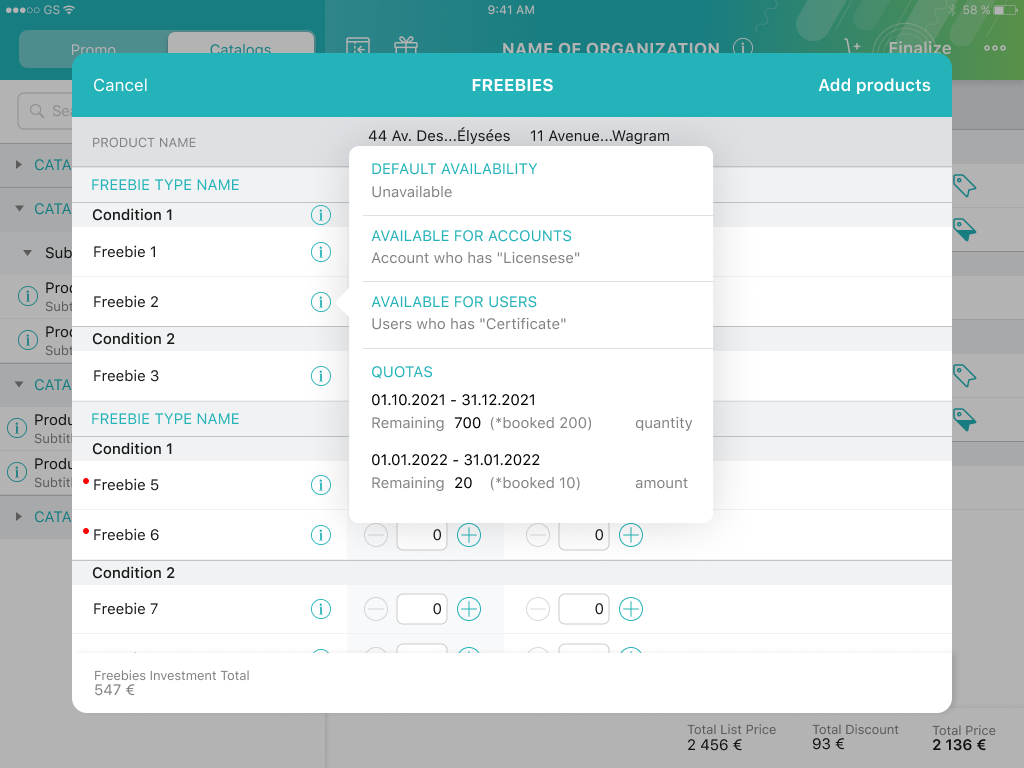 GS
9:41 AM
58 %
Promo
Catalogs
NAME OF ORGANIZATION
Finalize
Cancel
FREEBIES
Add products
PRODUCT NAME
44 Av. Des...Élysées
11 Avenue...Wagram
FREEBIE TYPE NAME
Condition 1
Freebie 1
Freebie 2
Condition 2
Freebie 3
FREEBIE TYPE NAME
Condition 1
Freebie 5
Freebie 6
0
0
Condition 2
Freebie 7
0
0
DEFAULT AVAILABILITY
Unavailable
AVAILABLE FOR ACCOUNTS
Account who has "Licensese"
AVAILABLE FOR USERS
Users who has "Certificate"
QUOTAS
01.10.2021 - 31.12.2021
Remaining 700 (*booked 200) quantity
01.01.2022 - 31.01.2022
Remaining 20 (*booked 10) amount
Freebies Investment Total
547 €
Total List Price
2 456 €
Total Discount
93 €
Total Price
2 136 €